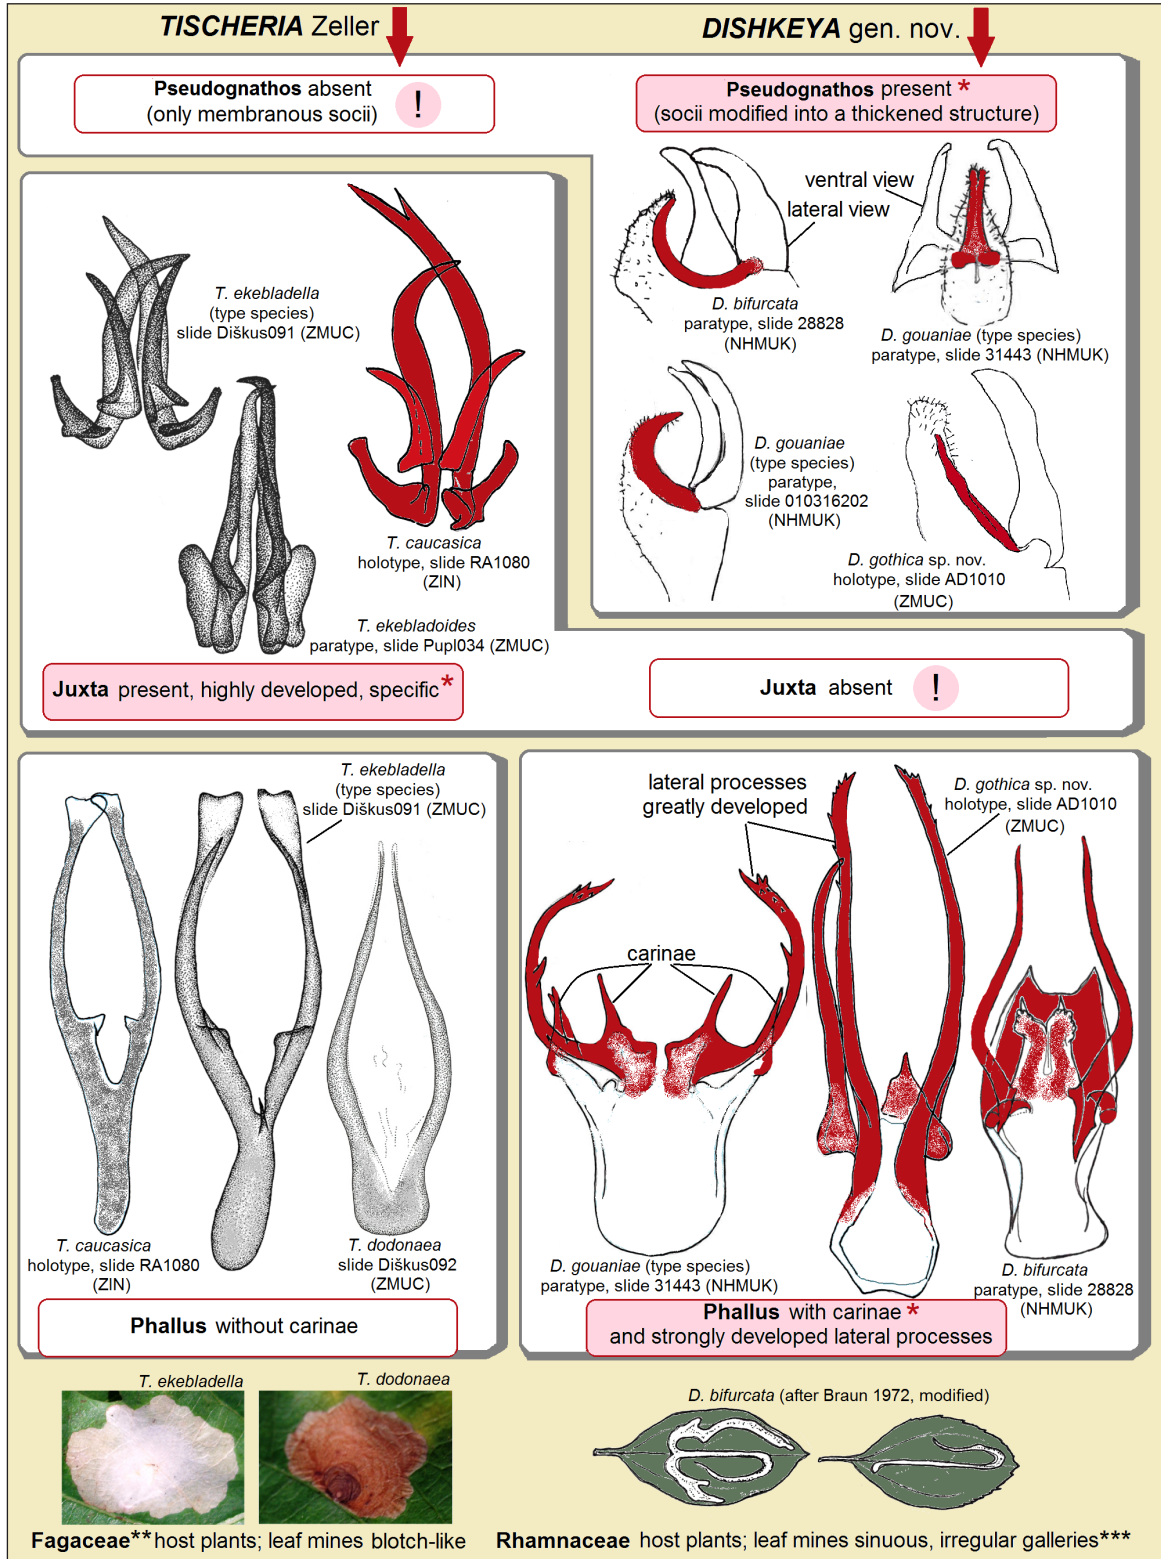 TISCHERIA Zeller
DISHKEYA gen. nov.
Pseudognathos absent
(only membranous socii)
!
Pseudognathos present *
(socii modified into a thickened structure)
ventral view
lateral view
D. bifurcata
paratype, slide 28828
(NHMUK)
D. gouaniae (type species)
paratype, slide 31443 (NHMUK)
T. ekebladella
(type species)
slide Diškus091 (ZMUC)
D. gouaniae
(type species)
paratype,
slide 010316202
(NHMUK)
T. caucasica
holotype, slide RA1080
(ZIN)
D. gothica sp. nov.
holotype, slide AD1010
(ZMUC)
T. ekebladoides
paratype, slide Pupl034 (ZMUC)
Juxta present, highly developed, specific*
Juxta absent
!
T. ekebladella
(type species)
slide Diškus091 (ZMUC)
lateral processes
greatly developed
D. gothica sp. nov.
holotype, slide AD1010
(ZMUC)
carinae
T. caucasica
holotype, slide RA1080
(ZIN)
T. dodonaea
slide Diškus092
(ZMUC)
D. gouaniae (type species)
paratype, slide 31443 (NHMUK)
D. bifurcata
paratype, slide 28828
(NHMUK)
Phallus without carinae
Phallus with carinae *
and strongly developed lateral processes
T. ekebladella
T. dodonaea
D. bifurcata (after Braun 1972, modified)
Fagaceae** host plants; leaf mines blotch-like
Rhamnaceae host plants; leaf mines sinuous, irregular galleries***